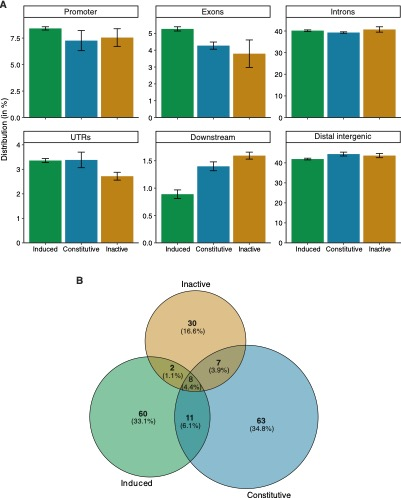 A
Promoter
Exons
Introns
Distribution (in %)
7.5
5.0
2.5
0.0
5
4
3
2
1
0
40
30
20
10
0
UTRs
Downstream
Distal intergenic
4
3
2
1
0
1.5
1.0
0.5
0.0
40
30
20
10
0
Induced Constitutive Inactive
Induced Constitutive Inactive
Induced Constitutive Inactive
B
Inactive
30
(16.6%)
2
(1.1%)
7
(3.9%)
8
(4.4%)
60
(33.1%)
11
(6.1%)
63
(34.8%)
Induced
Constitutive